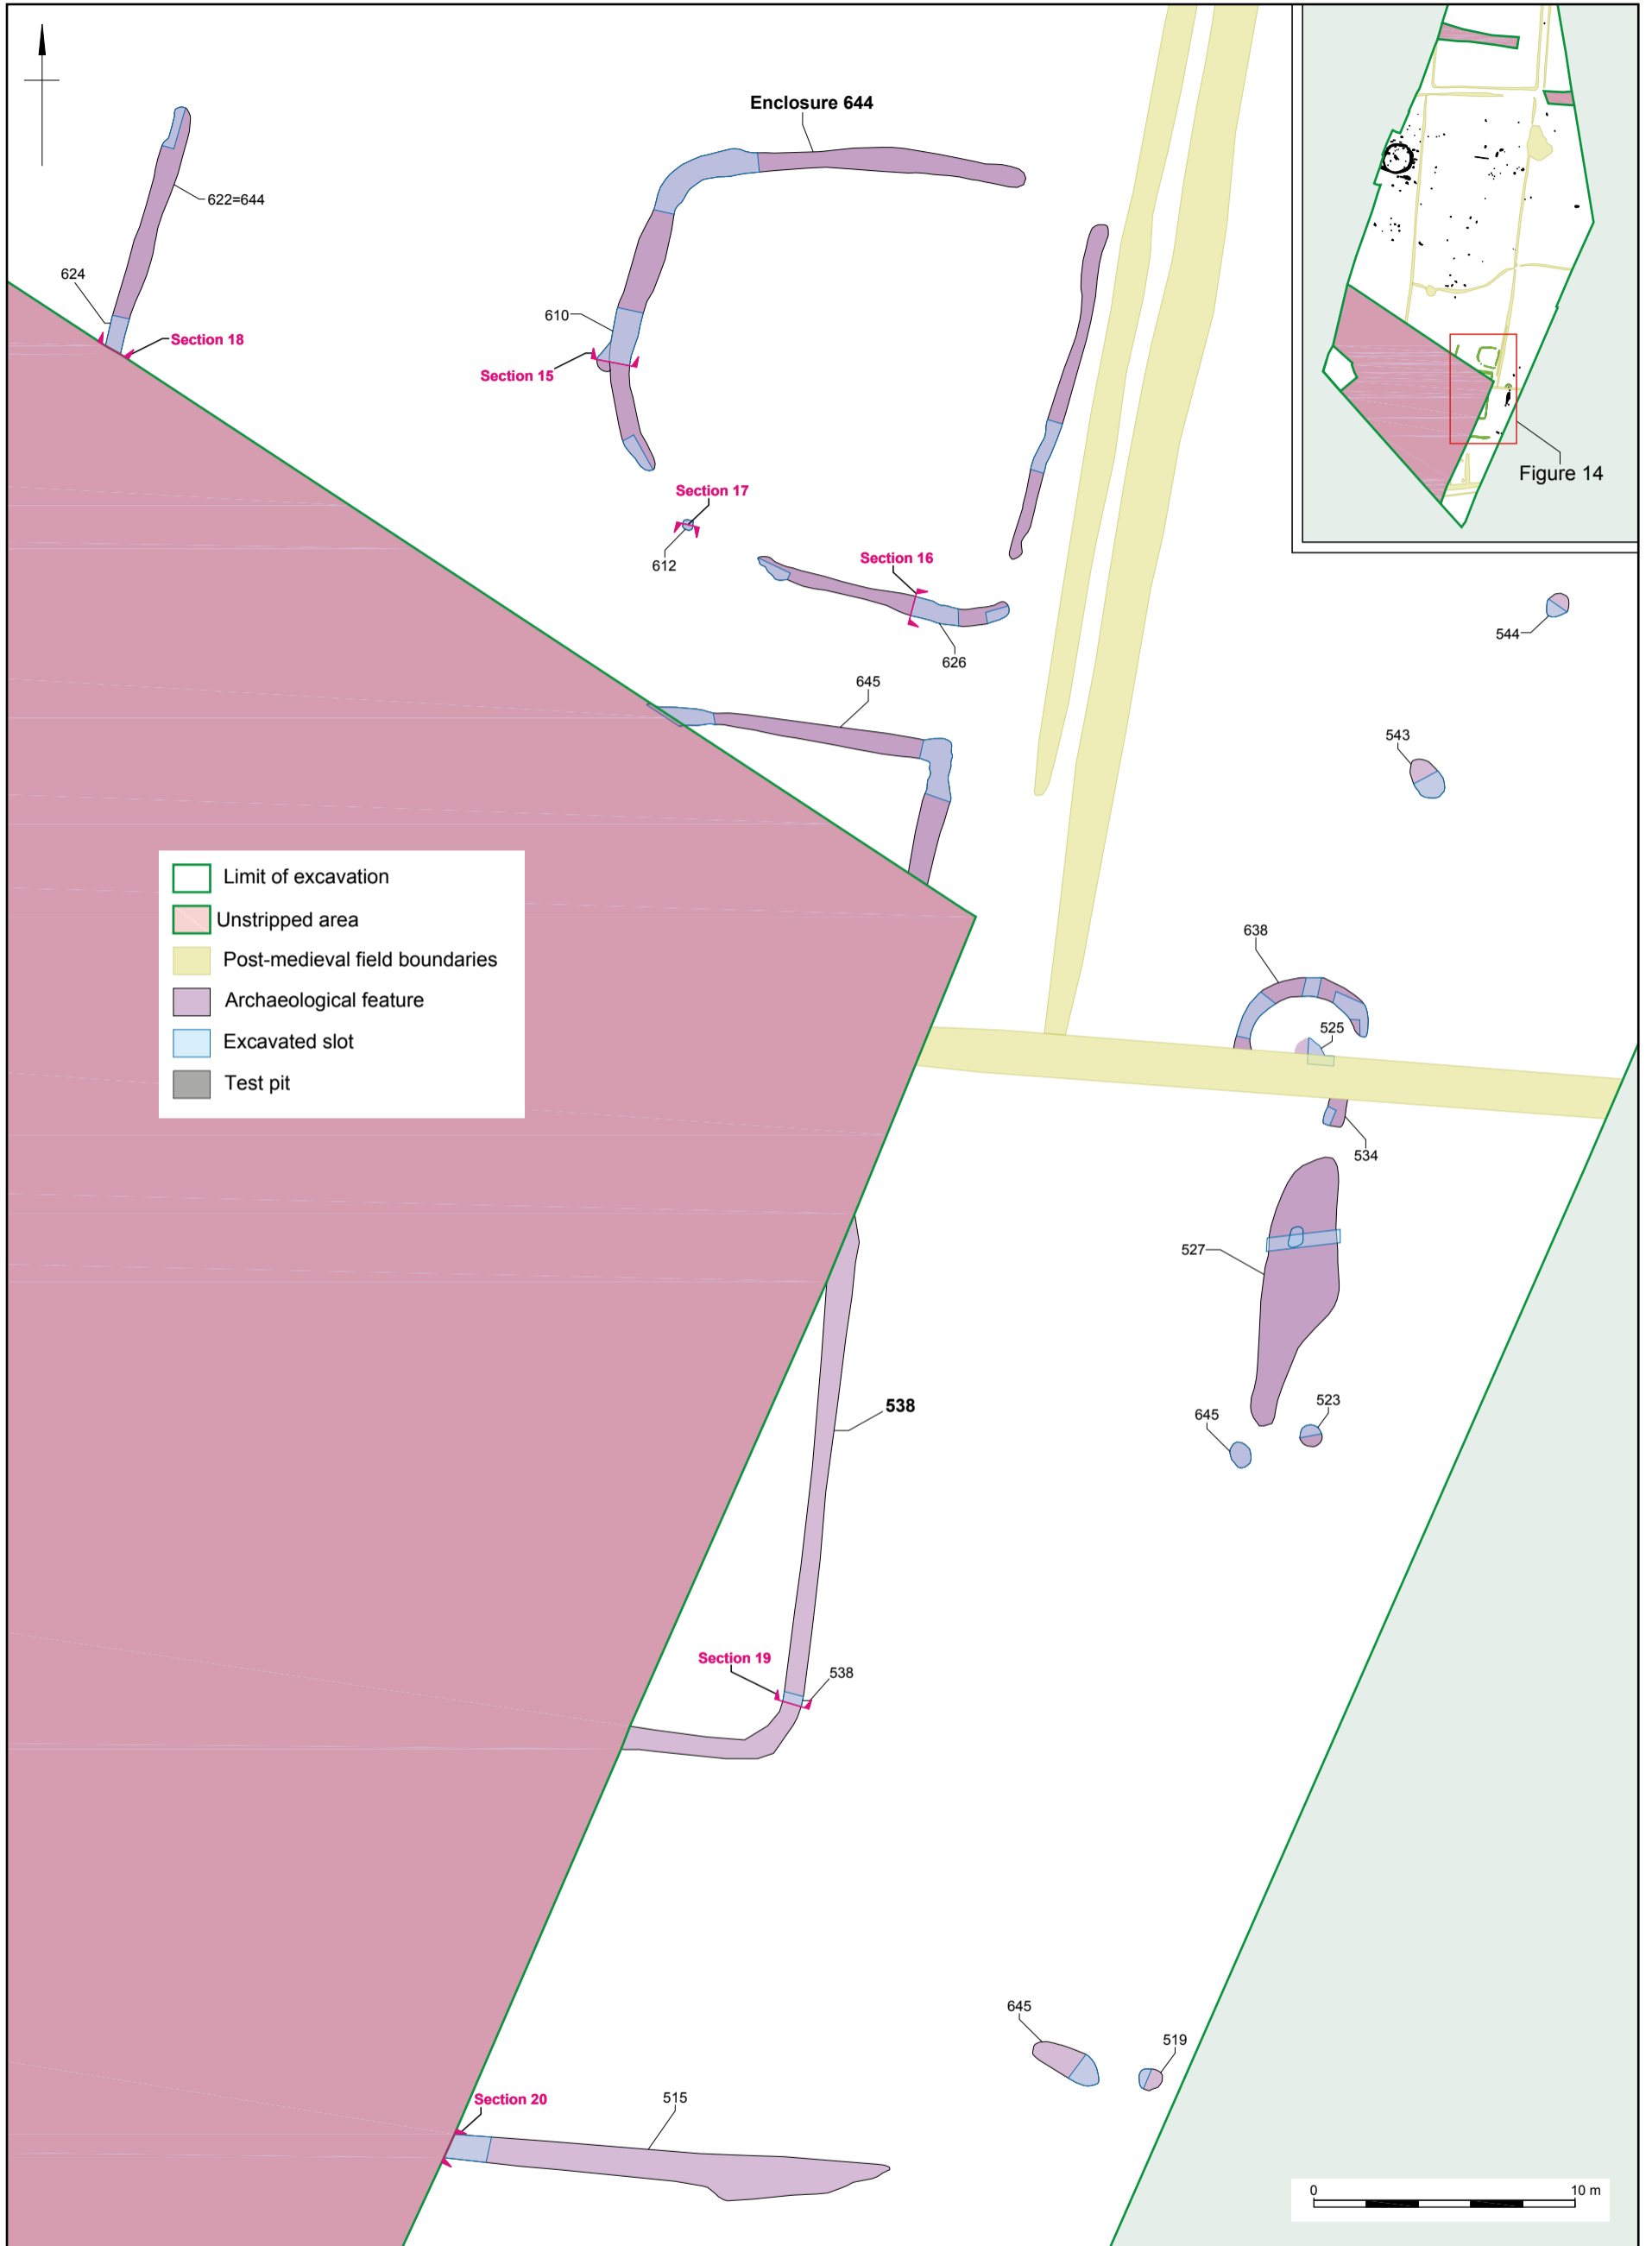 Enclosure 644
622=644
624
Section 18
610
Section 15
Figure 14
Section 17
612
Section 16
626
544
645
543
Limit of excavation
Unstripped area
Post-medieval field boundaries
Archaeological feature
Excavated slot
Test pit
638
525
534
527
538
645
523
Section 19
538
645
519
Section 20
515
0
10 m